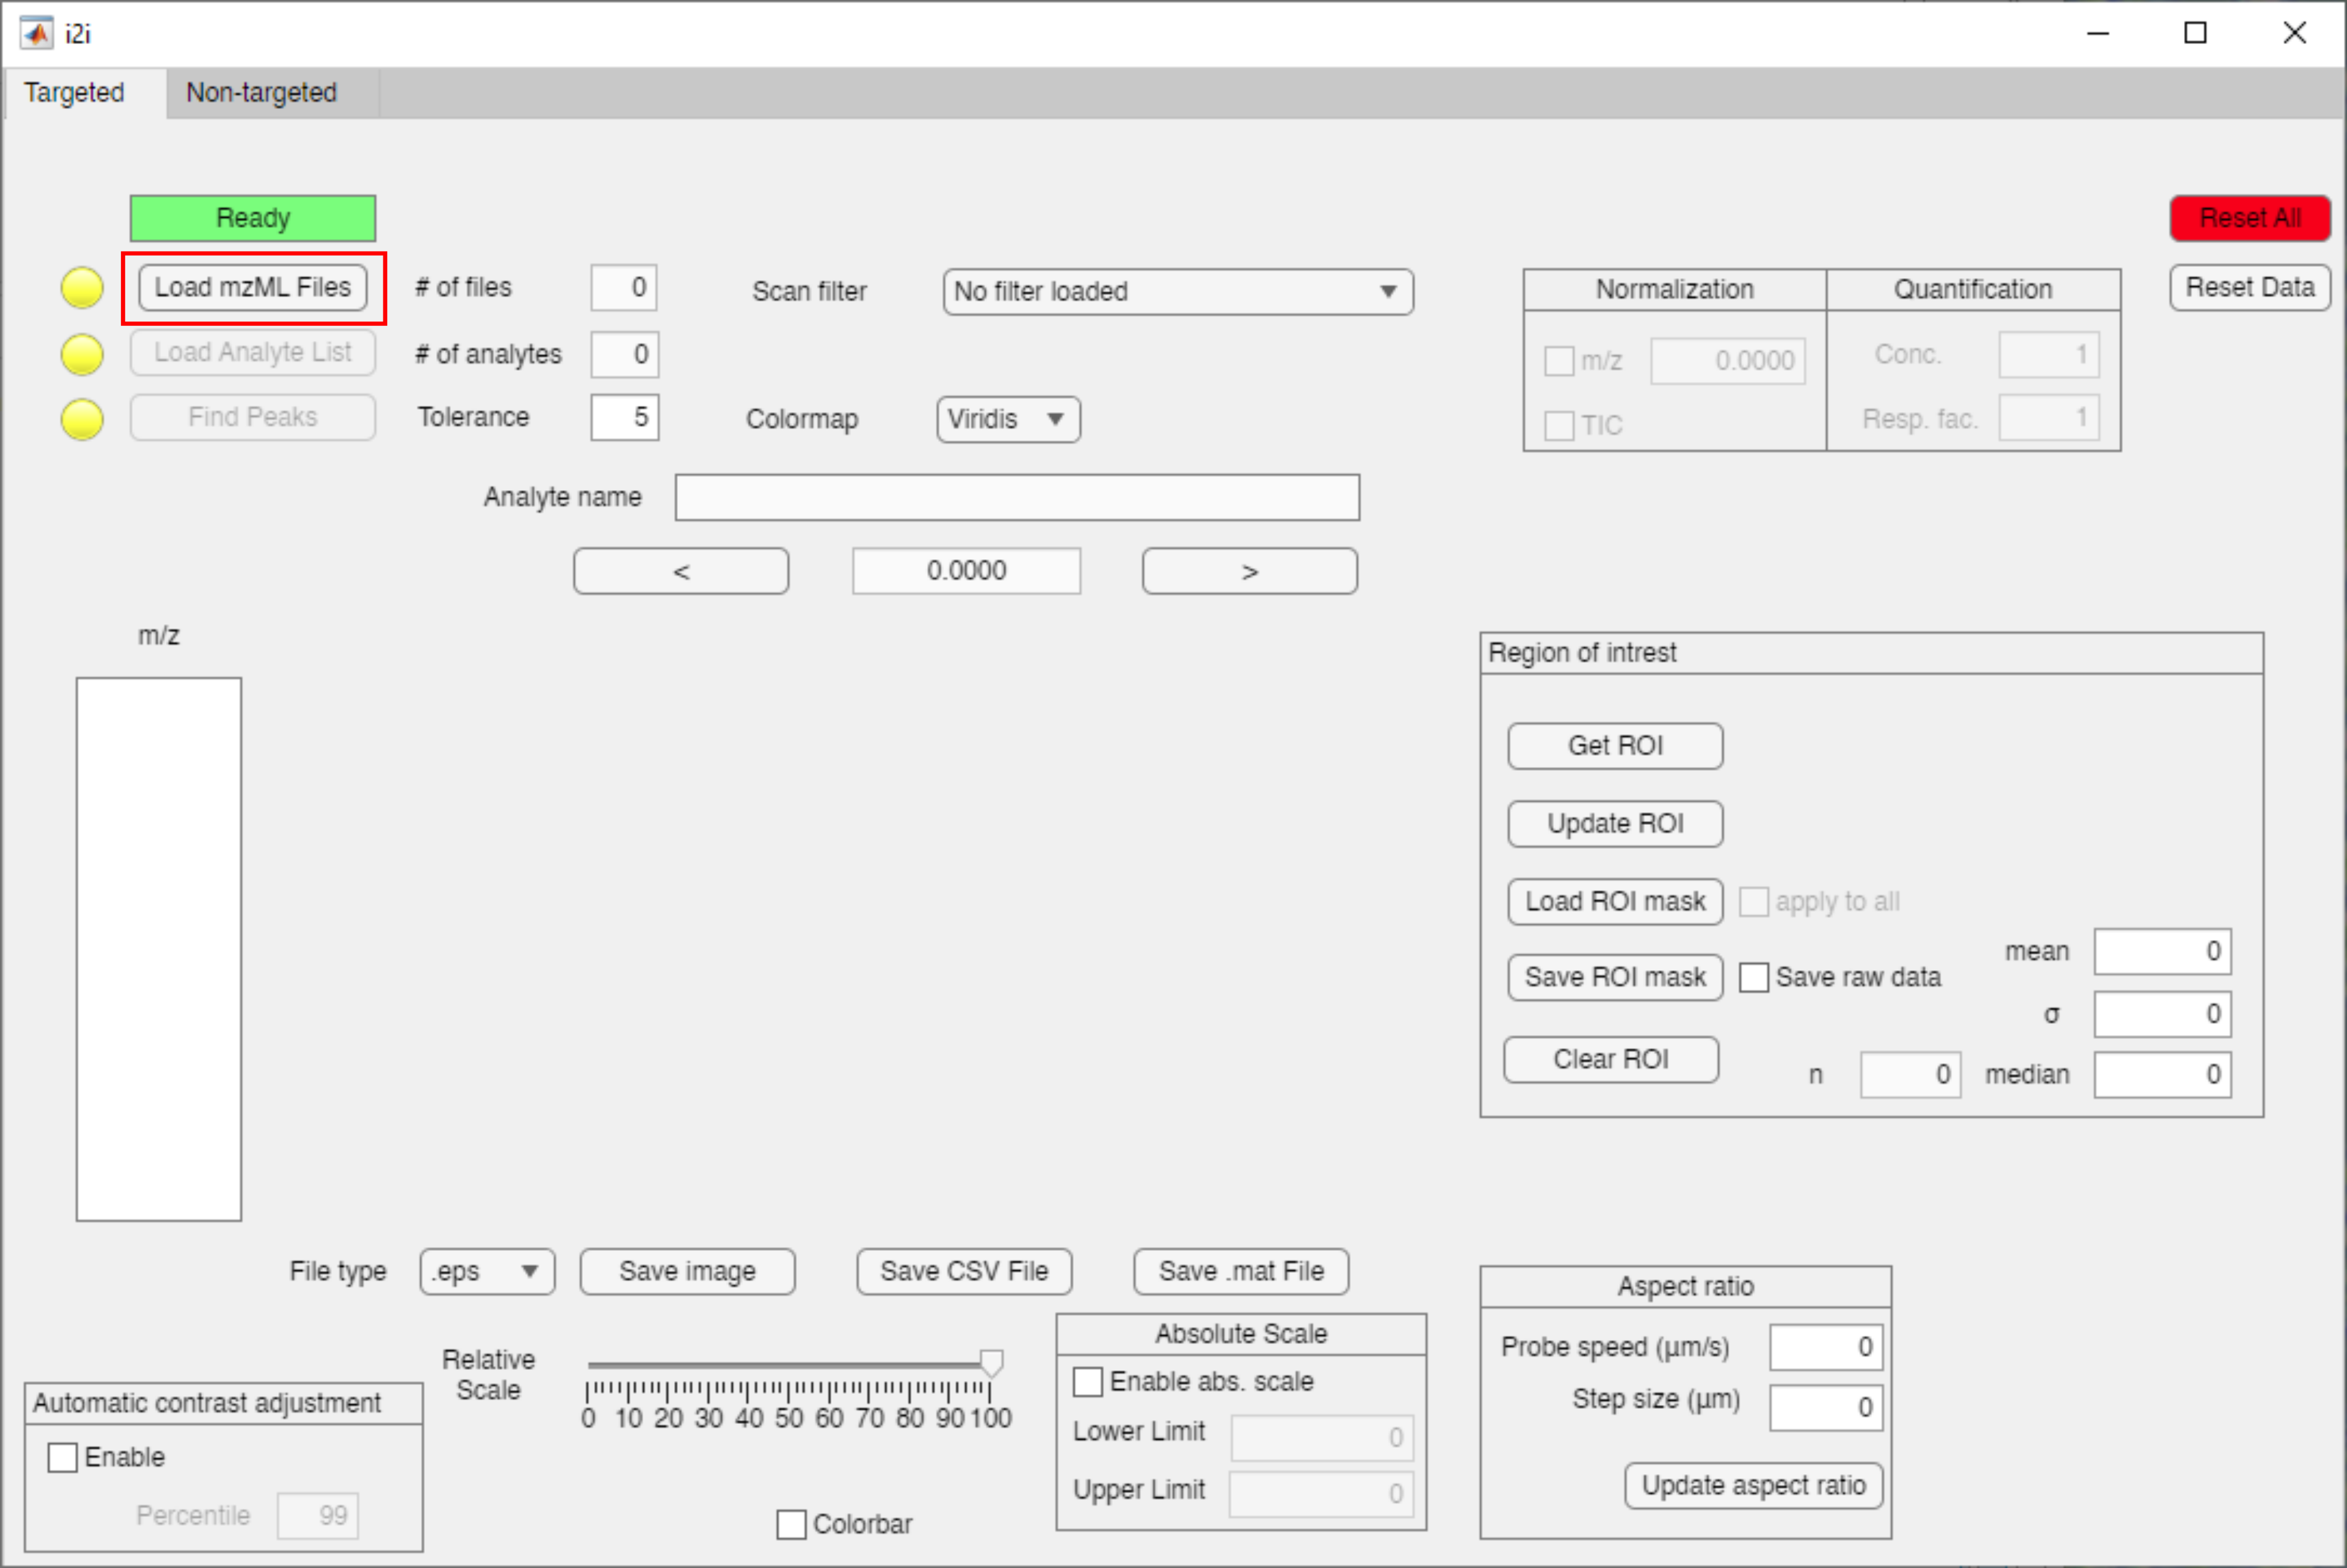 i2i
Targeted Non-targeted
Ready
Reset All
Load mzML Files # of files 0 Scan filter No filter loaded Normalization Quantification Reset Data
Load Analyte List # of analytes 0 m/z 0.0000 Conc. 1
Find Peaks Tolerance 5 Colormap Viridis TIC Resp. fac. 1
Analyte name
< 0.0000 >
m/z
Region of intrest
Get ROI
Update ROI
Load ROI mask apply to all
mean 0
Save ROI mask Save raw data
σ 0
Clear ROI n 0 median 0
File type .eps Save image Save CSV File Save .mat File
Aspect ratio
Probe speed (µm/s) 0
Step size (µm) 0
Update aspect ratio
Absolute Scale
Enable abs. scale
Lower Limit 0
Upper Limit 0
Relative
Scale
0 10 20 30 40 50 60 70 80 90 100
Colorbar
Automatic contrast adjustment
Enable
Percentile 99